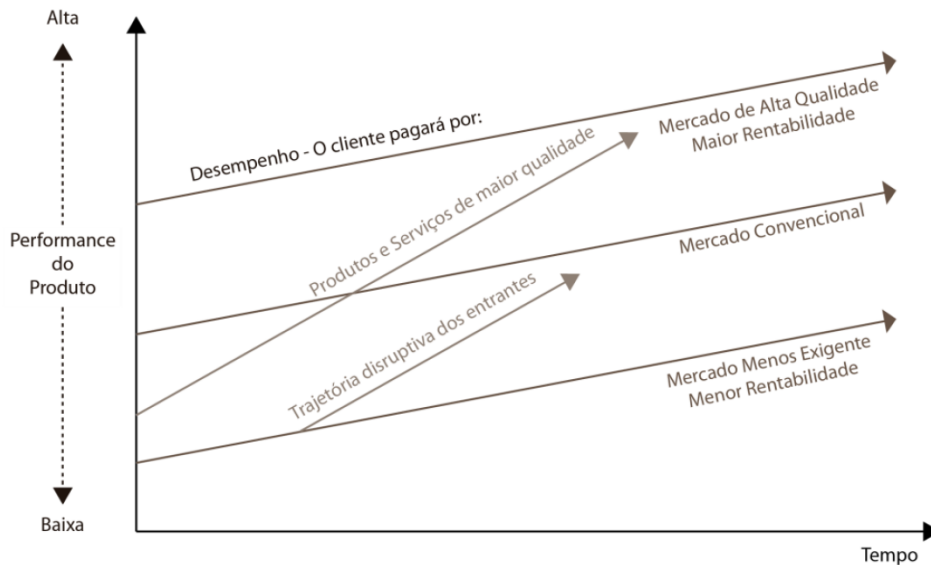 Alta
Desempenho - O cliente pagará por:
Mercado de Alta Qualidade
Maior Rentabilidade
Produtos e Serviços de maior qualidade
Performance
do
Produto
Mercado Convencional
Trajetória disruptiva dos entrantes
Mercado Menos Exigente
Menor Rentabilidade
Baixa
Tempo